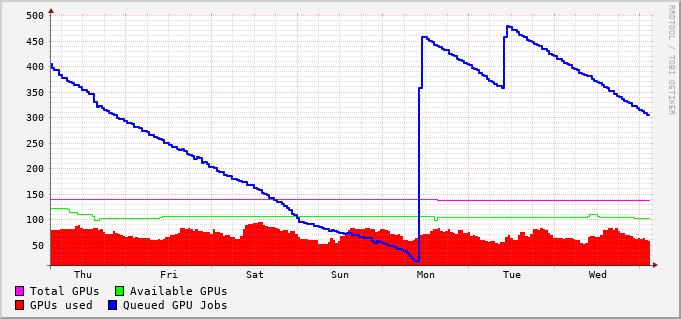 500
450
400
350
300
250
200
150
100
50
Thu Fri Sat Sun Mon Tue Wed
Total GPUs Available GPUs
GPUs used Queued GPU Jobs
RRDTOOL / TOBI OETIKER